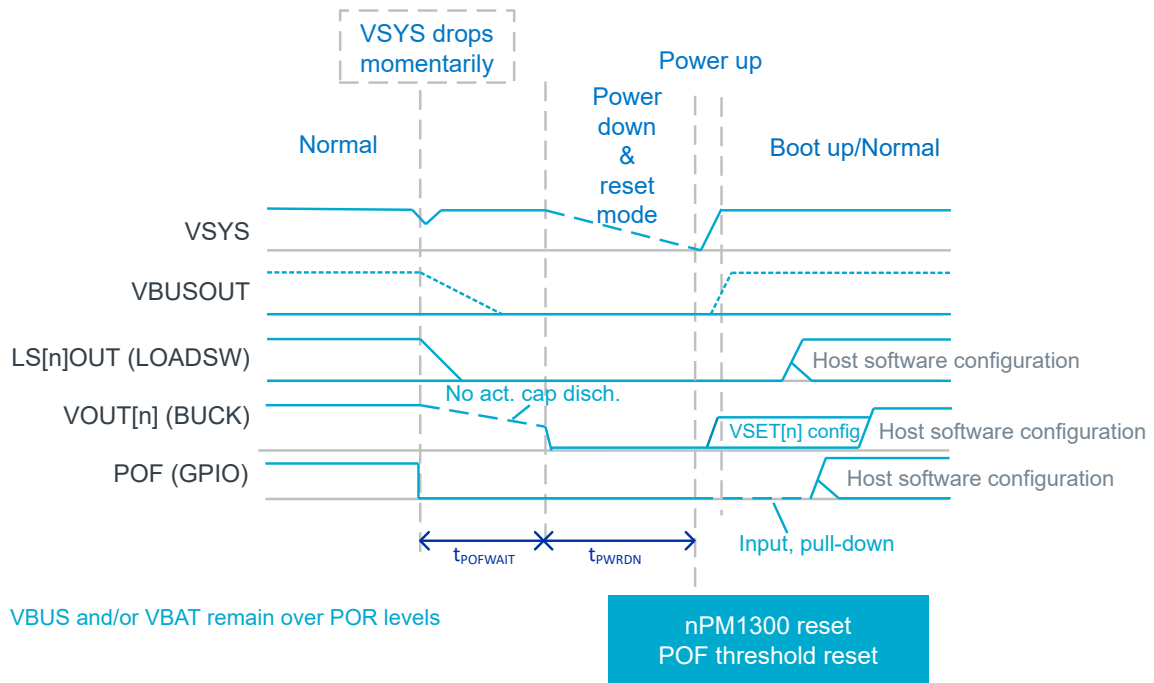 VSYS drops
momentarily
Power up
Power
down
&
reset
mode
Normal
Boot up/Normal
VSYS
VBUSOUT
LS[n]OUT (LOADSW)
Host software configuration
No act. cap disch.
VOUT[n] (BUCK)
VSET[n] config
Host software configuration
POF (GPIO)
Host software configuration
tPOFWAIT
tPWRDN
Input, pull-down
VBUS and/or VBAT remain over POR levels
nPM1300 reset
POF threshold reset